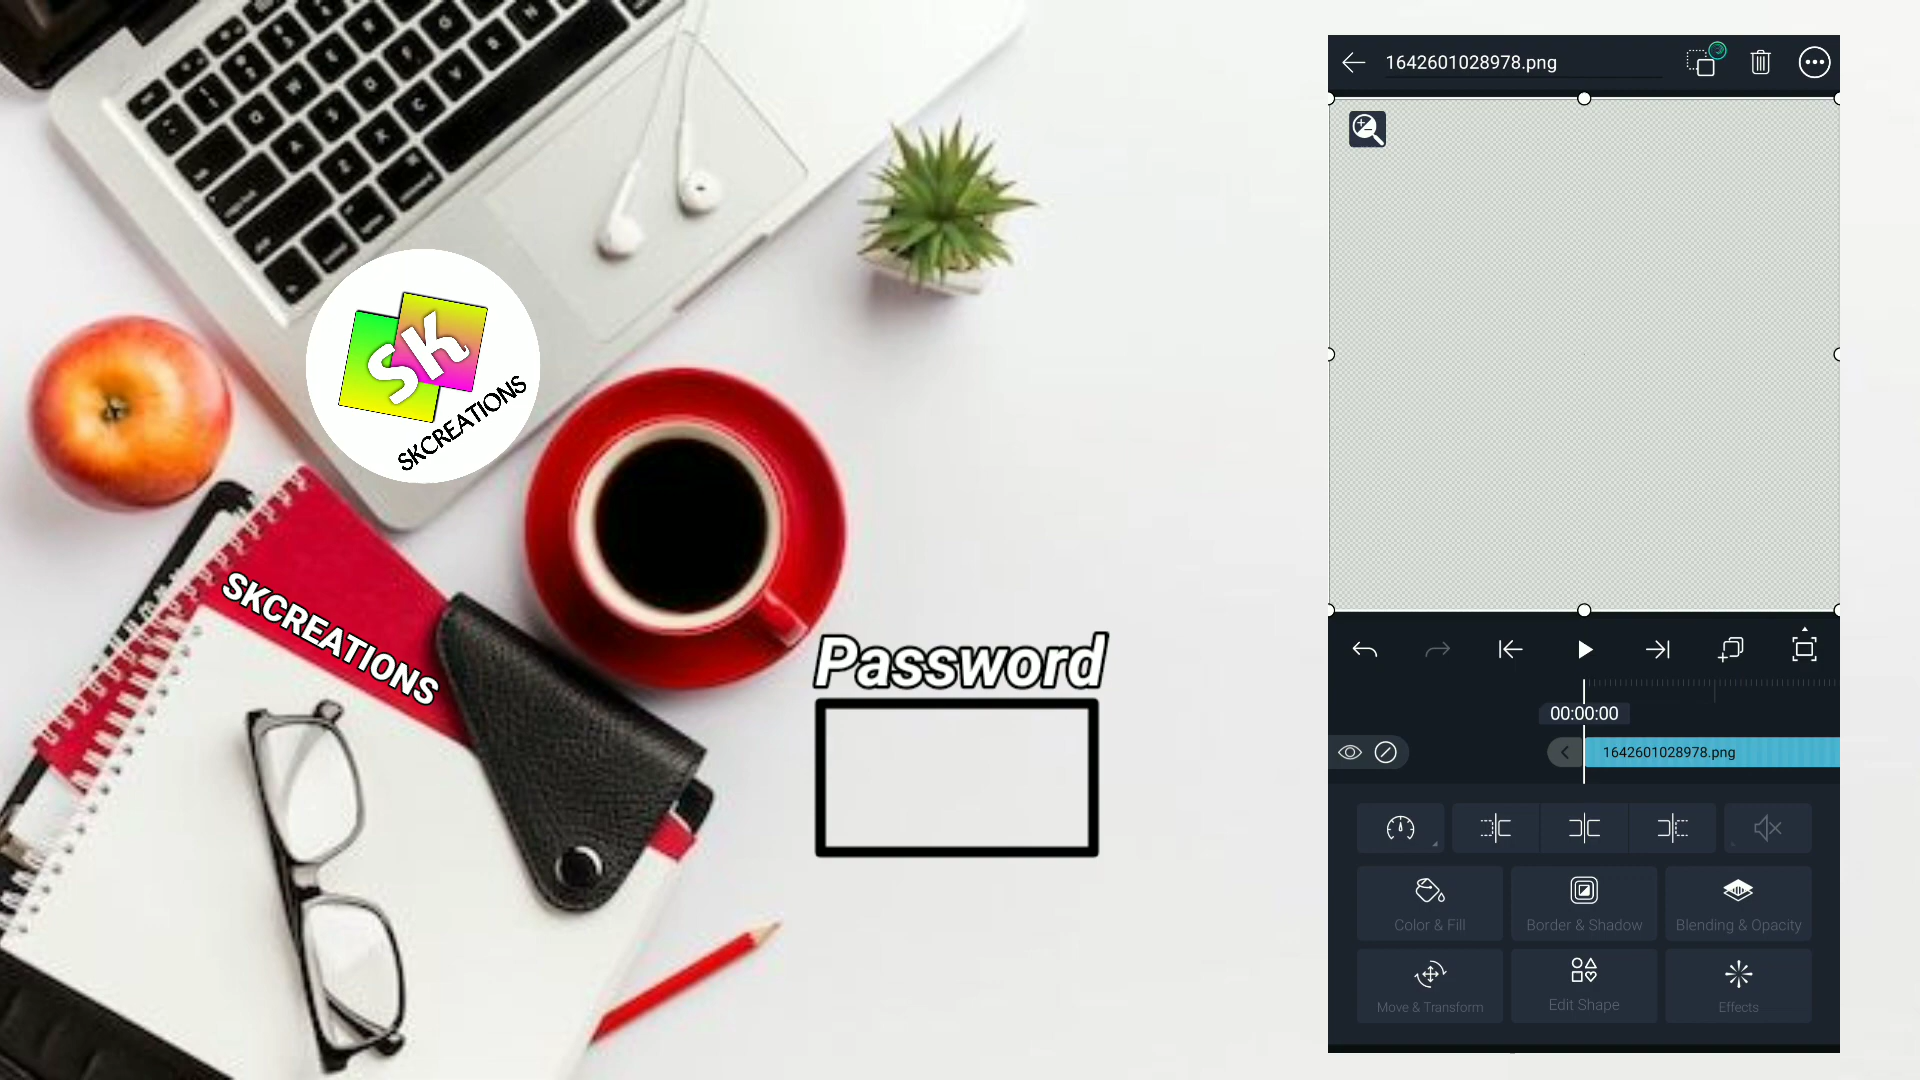 SK
SKCREATIONS
SKCREATIONS
Password
1642601028978.png
00:00:00
1642601028978.png
Color & Fill
Border & Shadow
Blending & Opacity
Move & Transform
Edit Shape
Effects